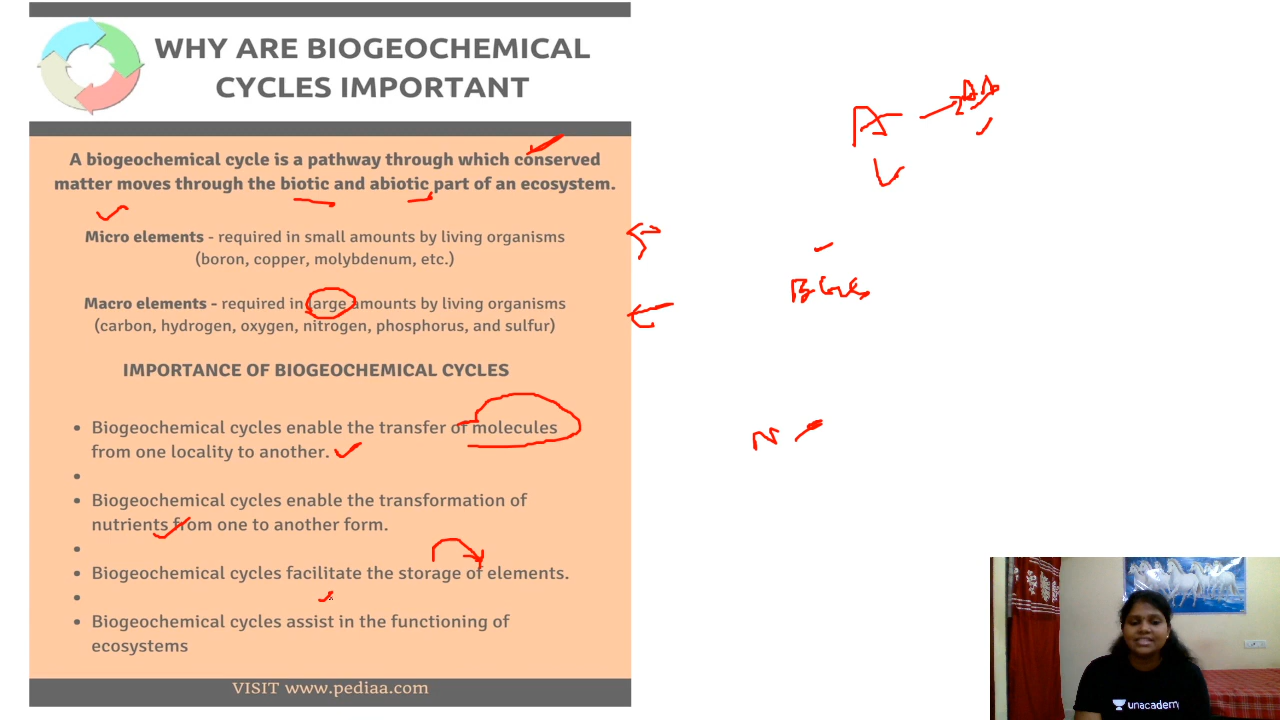 WHY ARE BIOGEOCHEMICAL
CYCLES IMPORTANT
A biogeochemical cycle is a pathway through which conserved
matter moves through the biotic and abiotic part of an ecosystem.
Micro elements - required in small amounts by living organisms
(boron, copper, molybdenum, etc.)
Macro elements - required in large amounts by living organisms
(carbon, hydrogen, oxygen, nitrogen, phosphorus, and sulfur)
IMPORTANCE OF BIOGEOCHEMICAL CYCLES
• Biogeochemical cycles enable the transfer of molecules
from one locality to another.
•
• Biogeochemical cycles enable the transformation of
nutrients from one to another form.
•
• Biogeochemical cycles facilitate the storage of elements.
•
• Biogeochemical cycles assist in the functioning of
ecosystems
VISIT www.pediaa.com
A
N
unacademy